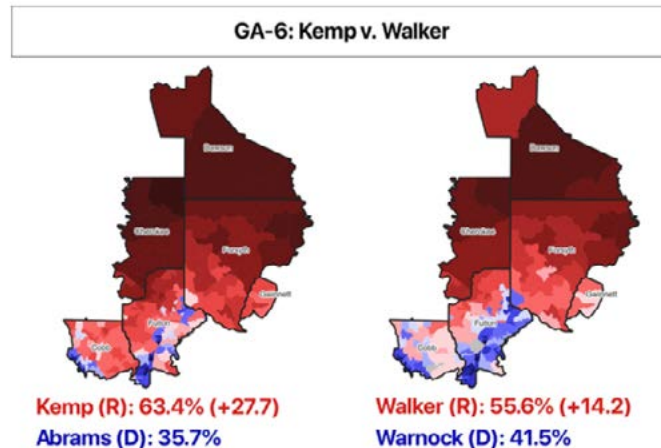 GA-6: Kemp v. Walker
Dawson
Cherokee
Forsyth
Gwinnett
Fulton
Cobb
Dawson
Cherokee
Forsyth
Gwinnett
Fulton
Cobb
Kemp (R): 63.4% (+27.7)
Abrams (D): 35.7%
Walker (R): 55.6% (+14.2)
Warnock (D): 41.5%